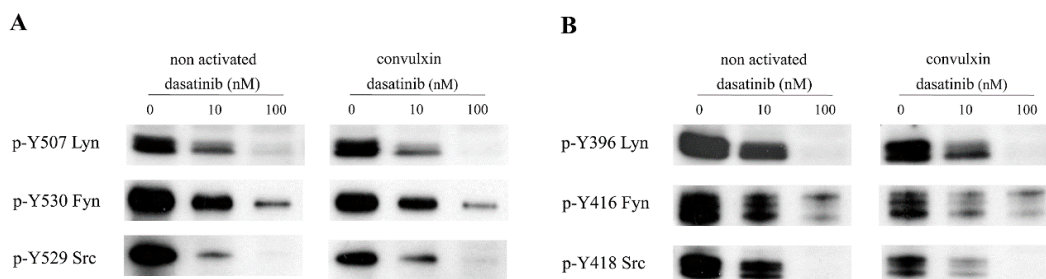 A
non activated convulxin
dasatinib (nM) dasatinib (nM)
0 10 100 0 10 100
p-Y507 Lyn
p-Y530 Fyn
p-Y529 Src
B
non activated convulxin
dasatinib (nM) dasatinib (nM)
0 10 100 0 10 100
p-Y396 Lyn
p-Y416 Fyn
p-Y418 Src